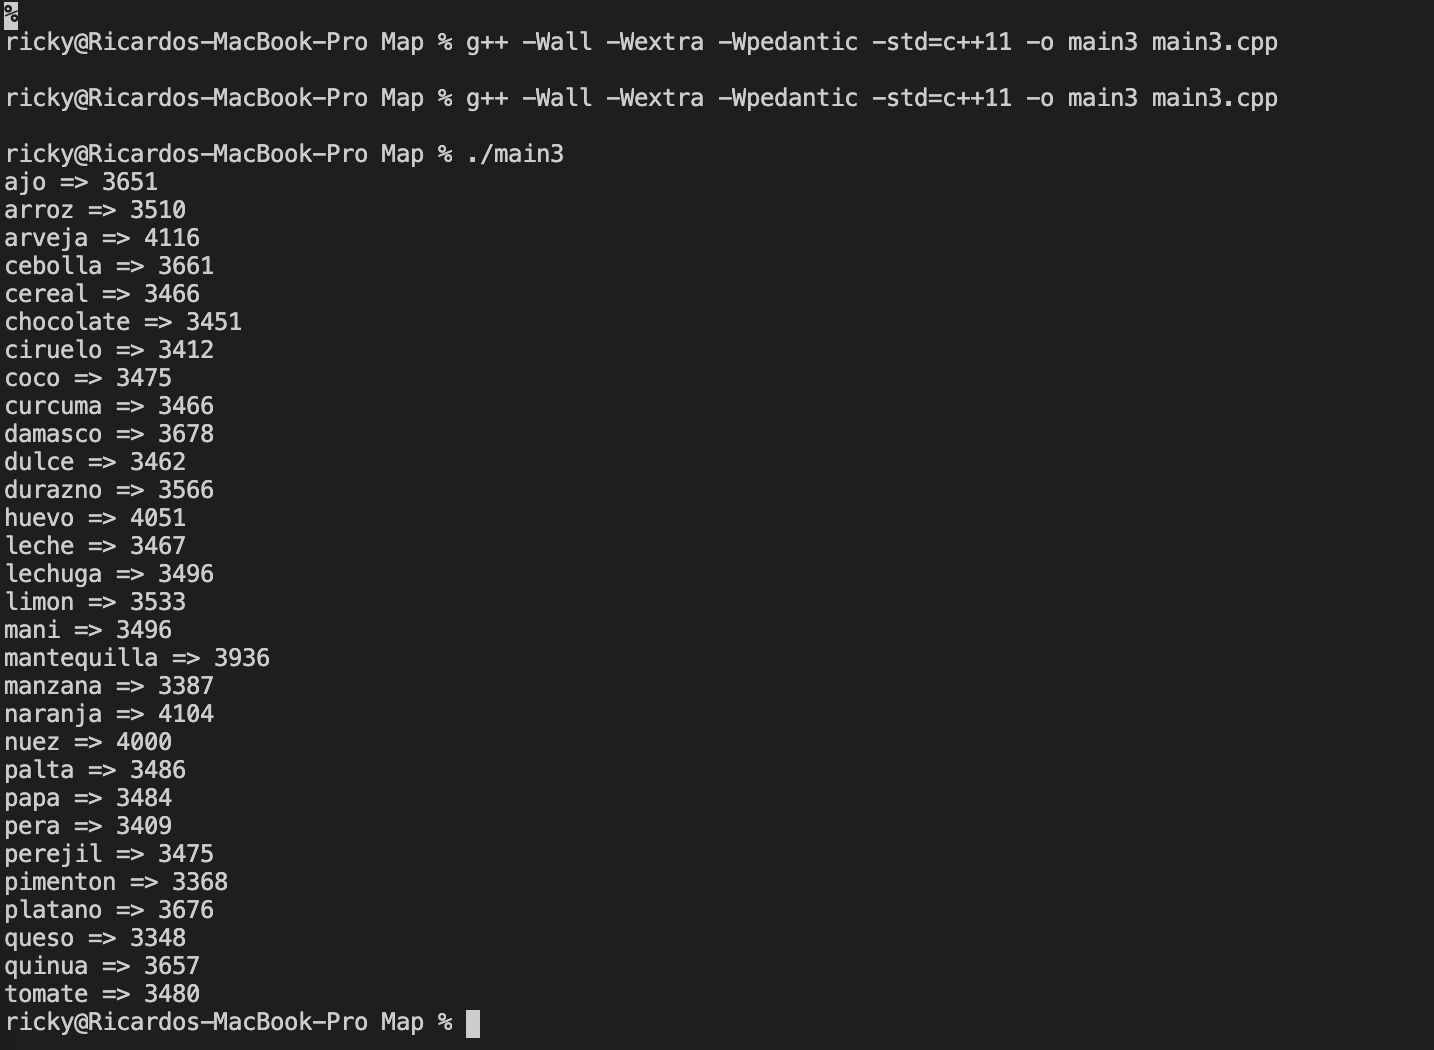 %
ricky@Ricardos-MacBook-Pro Map % g++ -Wall -Wextra -Wpedantic -std=c++11 -o main3 main3.cpp
ricky@Ricardos-MacBook-Pro Map % g++ -Wall -Wextra -Wpedantic -std=c++11 -o main3 main3.cpp
ricky@Ricardos-MacBook-Pro Map % ./main3
ajo => 3651
arroz => 3510
arveja => 4116
cebolla => 3661
cereal => 3466
chocolate => 3451
ciruelo => 3412
coco => 3475
curcuma => 3466
damasco => 3678
dulce => 3462
durazno => 3566
huevo => 4051
leche => 3467
lechuga => 3496
limon => 3533
mani => 3496
mantequilla => 3936
manzana => 3387
naranja => 4104
nuez => 4000
palta => 3486
papa => 3484
pera => 3409
perejil => 3475
pimenton => 3368
platano => 3676
queso => 3348
quinua => 3657
tomate => 3480
ricky@Ricardos-MacBook-Pro Map %